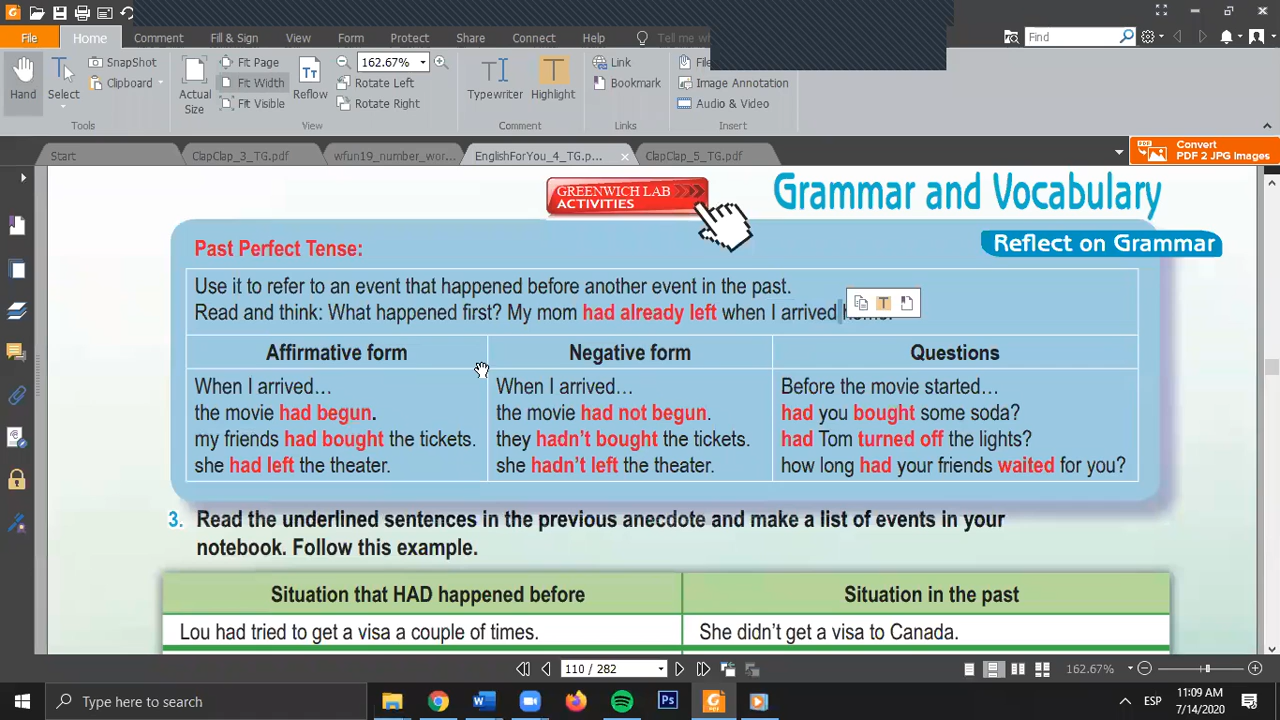 File Home Comment Fill & Sign View Form Protect Share Connect Help Tell me Find
SnapShot Fit Page 162.67% Link File Annotation
Hand Select Clipboard Actual Size Fit Width Reflow Rotate Left Typewriter Highlight Bookmark Image Annotation
Fit Visible Rotate Right Audio & Video
Tools View Comment Links Insert
Start ClapClap_3_TG.pdf wfun19_number_wor... EnglishForYou_4_TG.p... ClapClap_5_TG.pdf
Convert
PDF 2 JPG Images
GREENWICH LAB
ACTIVITIES
Grammar and Vocabulary
Reflect on Grammar
Past Perfect Tense:
Use it to refer to an event that happened before another event in the past.
Read and think: What happened first? My mom had already left when I arrived
Affirmative form Negative form Questions
When I arrived… When I arrived… Before the movie started…
the movie had begun. the movie had not begun. had you bought some soda?
my friends had bought the tickets. they hadn't bought the tickets. had Tom turned off the lights?
she had left the theater. she hadn't left the theater. how long had your friends waited for you?
3. Read the underlined sentences in the previous anecdote and make a list of events in your
notebook. Follow this example.
Situation that HAD happened before Situation in the past
Lou had tried to get a visa a couple of times. She didn't get a visa to Canada.
110 / 282 162.67%
Type here to search ESP 11:09 AM
7/14/2020